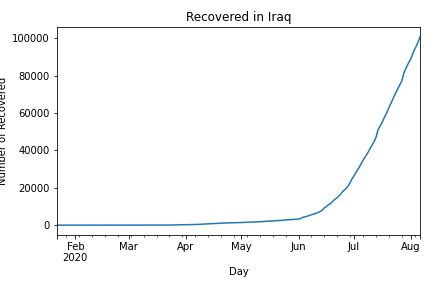 Recovered in Iraq
100000
80000
60000
40000
20000
0
Number of Recovered
Feb
2020
Mar
Apr
May
Jun
Jul
Aug
Day